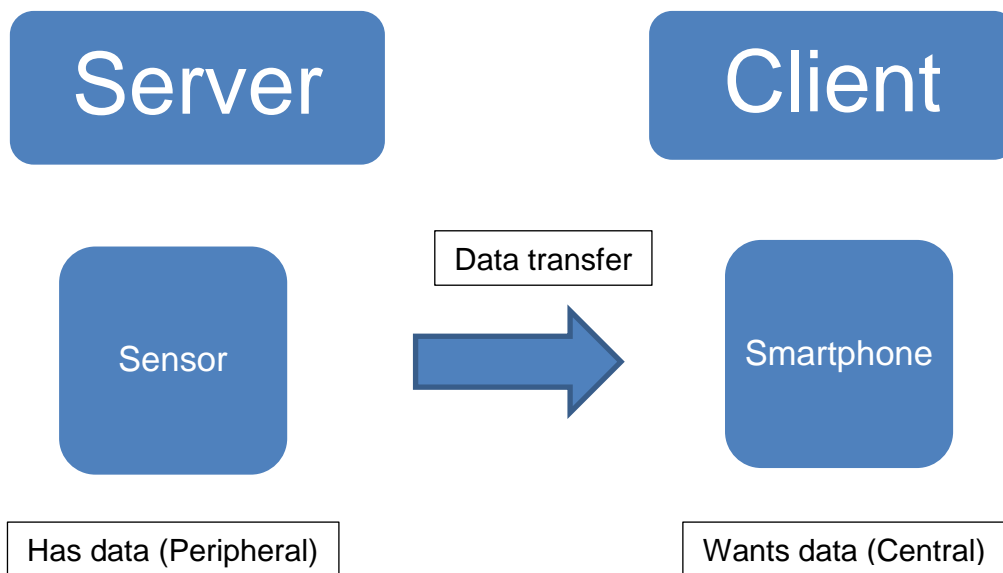 Server
Client
Data transfer
Sensor
Smartphone
Has data (Peripheral)
Wants data (Central)